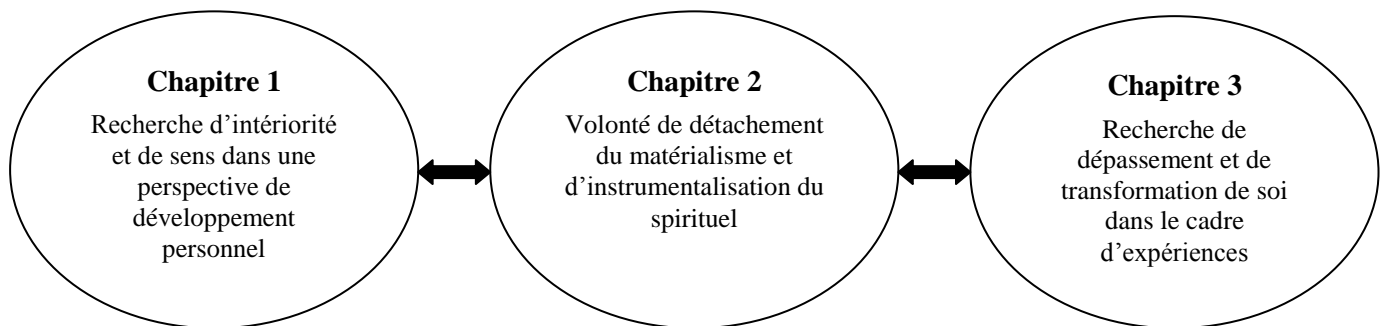 Chapitre 1
Recherche d'intériorité
et de sens dans une
perspective de
développement
personnel
Chapitre 2
Volonté de détachement
du matérialisme et
d'instrumentalisation du
spirituel
Chapitre 3
Recherche de
dépassement et de
transformation de soi
dans le cadre
d'expériences